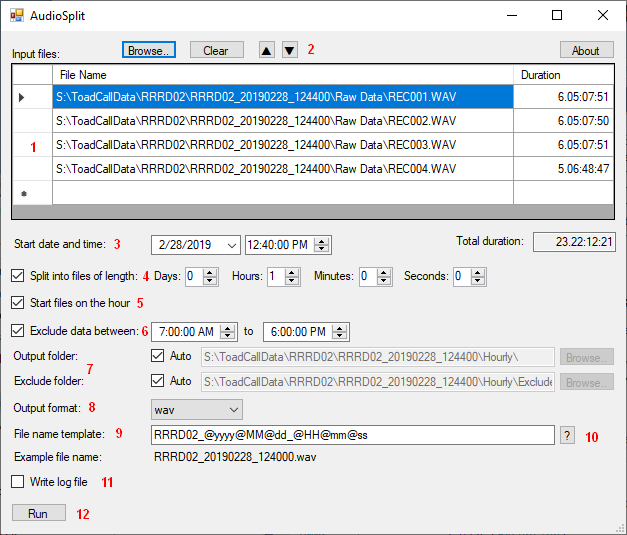 AudioSplit
Input files: Browse.. Clear ▲ ▼ 2 About
File Name Duration
S:\ToadCallData\RRRD02\RRRD02_20190228_124400\Raw Data\REC001.WAV 6.05:07:51
S:\ToadCallData\RRRD02\RRRD02_20190228_124400\Raw Data\REC002.WAV 6.05:07:50
1 S:\ToadCallData\RRRD02\RRRD02_20190228_124400\Raw Data\REC003.WAV 6.05:07:51
S:\ToadCallData\RRRD02\RRRD02_20190228_124400\Raw Data\REC004.WAV 5.06:48:47
*
Start date and time: 3 2/28/2019 12:40:00 PM Total duration: 23.22:12:21
Split into files of length: 4 Days: 0 Hours: 1 Minutes: 0 Seconds: 0
Start files on the hour 5
Exclude data between: 6 7:00:00 AM to 6:00:00 PM
Output folder: Auto S:\ToadCallData\RRRD02\RRRD02_20190228_124400\Hourly\ Browse..
7
Exclude folder: Auto S:\ToadCallData\RRRD02\RRRD02_20190228_124400\Hourly\Exclude Browse..
Output format: 8 wav
File name template: 9 RRRD02_@yyyy@MM@dd_@HH@mm@ss ? 10
Example file name: RRRD02_20190228_124000.wav
Write log file 11
Run 12